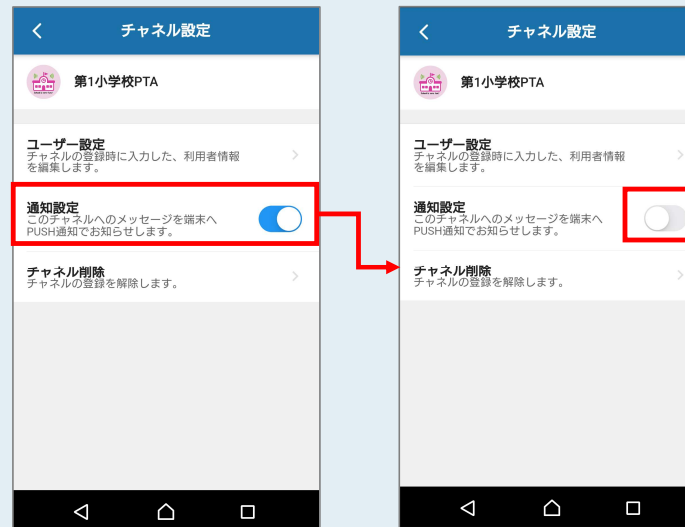 チャネル設定
第1小学校PTA
ユーザー設定
チャネルの登録時に入力した、利用者情報
を編集します。
通知設定
このチャネルへのメッセージを端末へ
PUSH通知でお知らせします。
チャネル削除
チャネルの登録を解除します。
チャネル設定
第1小学校PTA
ユーザー設定
チャネルの登録時に入力した、利用者情報
を編集します。
通知設定
このチャネルへのメッセージを端末へ
PUSH通知でお知らせします。
チャネル削除
チャネルの登録を解除します。